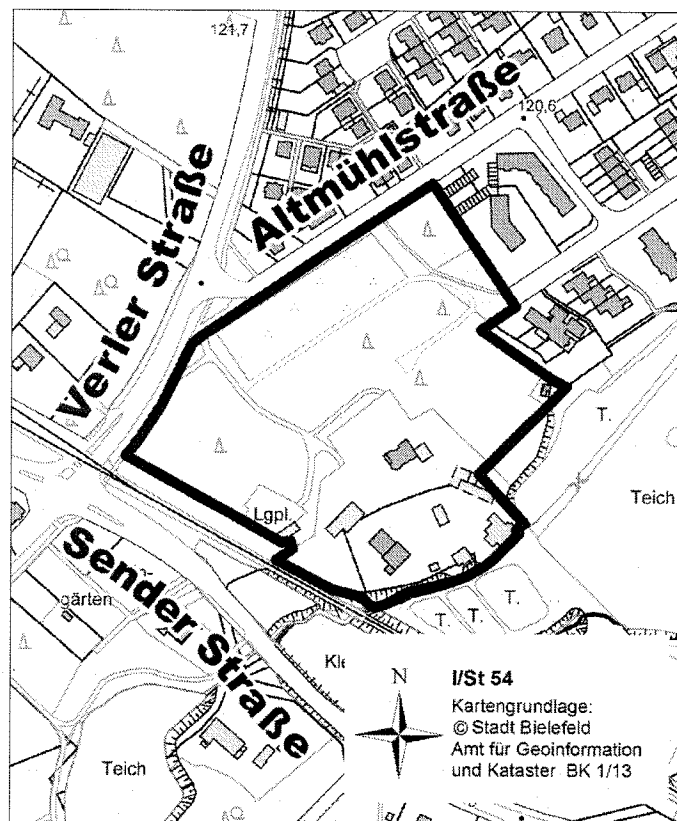 121,7
120,6
Altmühlstraße
Verler Straße
T.
Teich
Lgpl.
Sender Straße
gärten
T.
T.
T.
Kle
N
I/St 54
Kartengrundlage:
© Stadt Bielefeld
Amt für Geoinformation
und Kataster BK 1/13
Teich